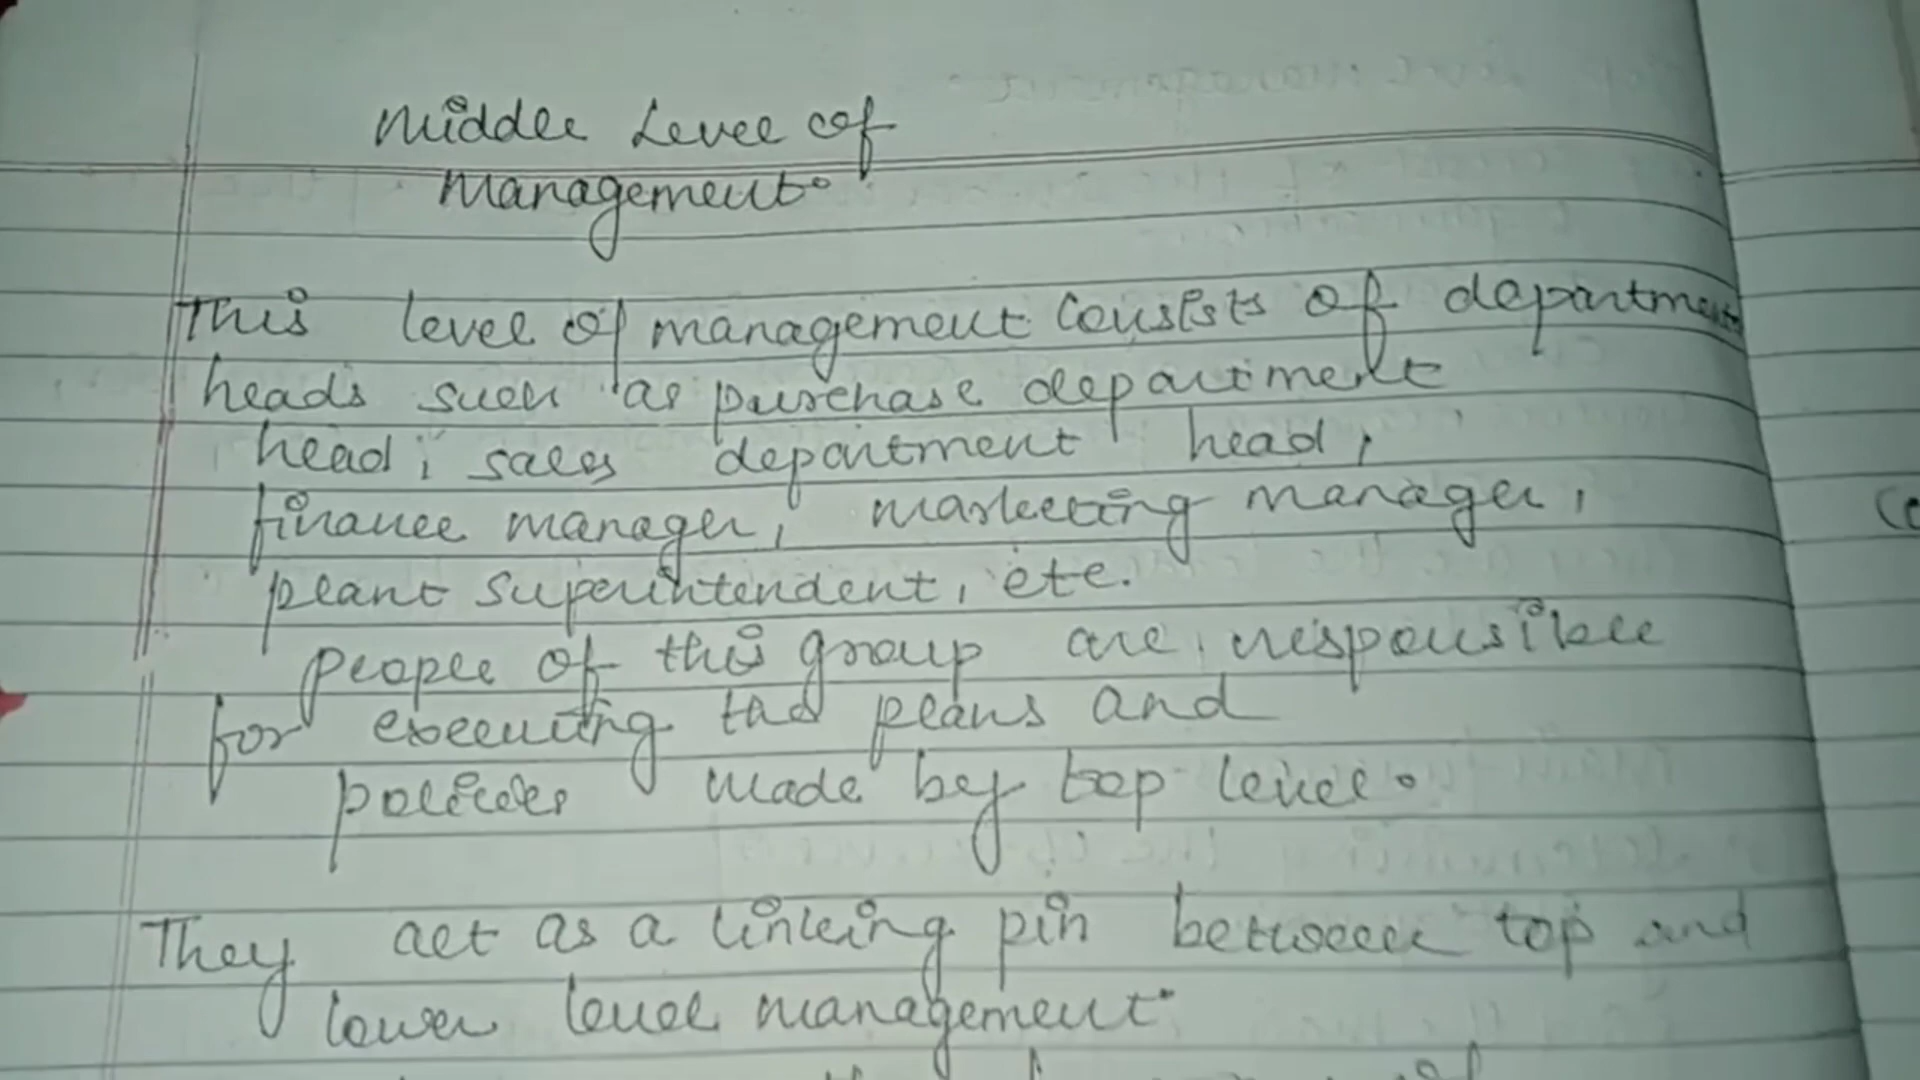 Middle Level of
Management.
This level of management consists of department
heads such as purchase department
head, sales department head,
finance manager, marketing manager,
plant superintendent, etc.
people of this group are responsible
for executing the plans and
policies made by top level.
They act as a linking pin between top and
lower level management.